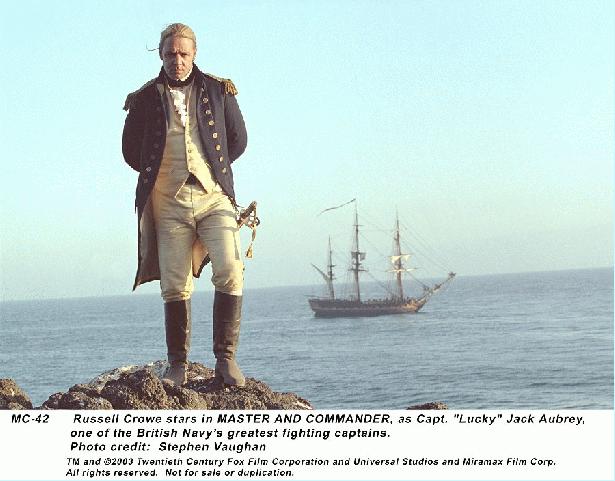 MC-42 Russell Crowe stars in MASTER AND COMMANDER, as Capt. "Lucky" Jack Aubrey,
one of the British Navy's greatest fighting captains.
Photo credit: Stephen Vaughan
TM and ©2003 Twentieth Century Fox Film Corporation and Universal Studios and Miramax Film Corp.
All rights reserved. Not for sale or duplication.